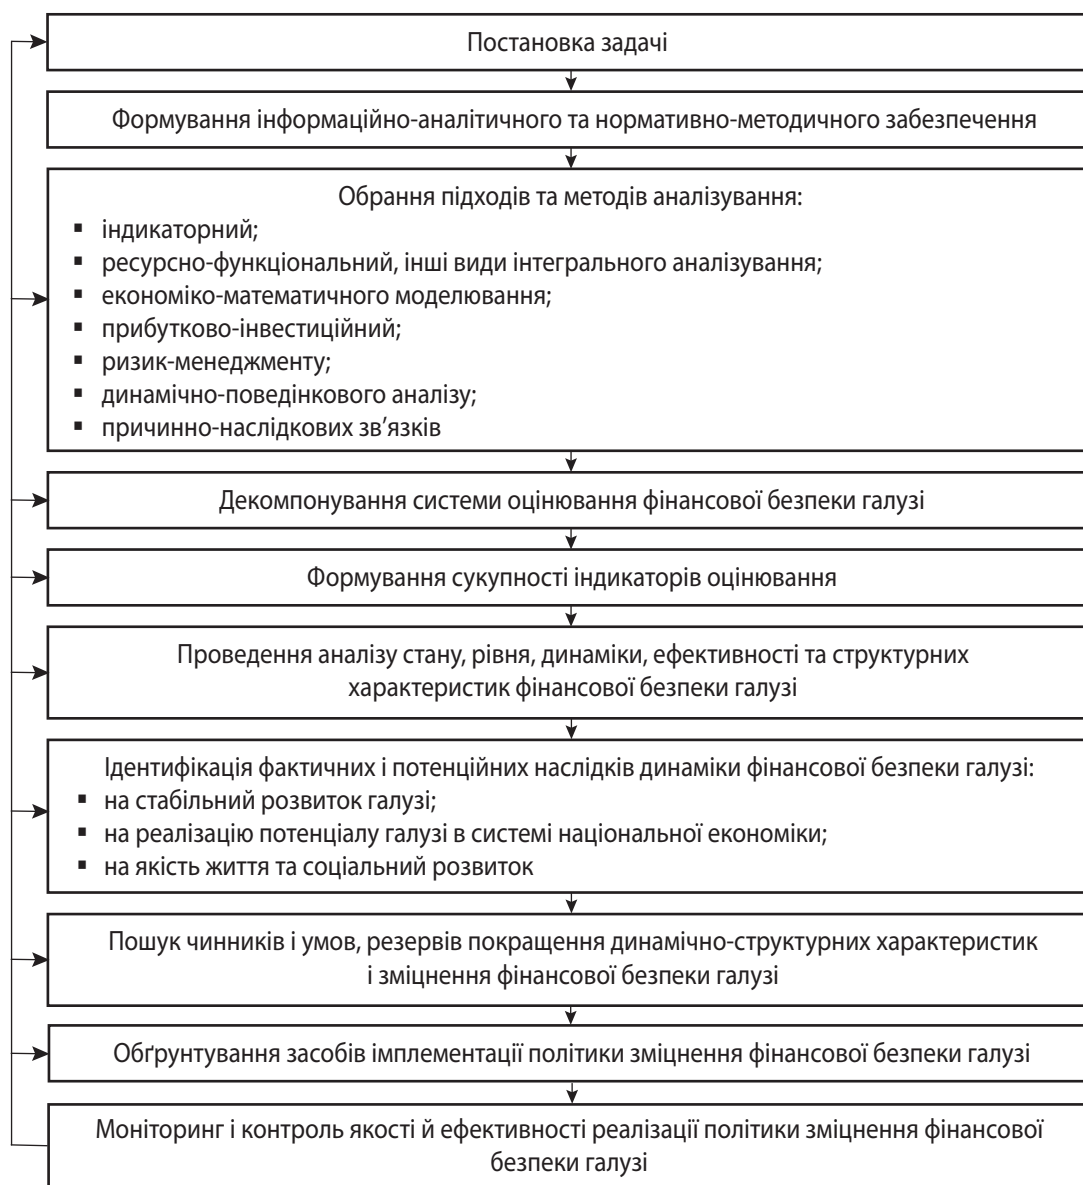 Постановка задачі
Формування інформаційно-аналітичного та нормативно-методичного забезпечення
Обрання підходів та методів аналізування:
▪ індикаторний;
▪ ресурсно-функціональний, інші види інтегрального аналізування;
▪ економіко-математичного моделювання;
▪ прибутково-інвестиційний;
▪ ризик-менеджменту;
▪ динамічно-поведінкового аналізу;
▪ причинно-наслідкових зв’язків
Декомпонування системи оцінювання фінансової безпеки галузі
Формування сукупності індикаторів оцінювання
Проведення аналізу стану, рівня, динаміки, ефективності та структурних
характеристик фінансової безпеки галузі
Ідентифікація фактичних і потенційних наслідків динаміки фінансової безпеки галузі:
▪ на стабільний розвиток галузі;
▪ на реалізацію потенціалу галузі в системі національної економіки;
▪ на якість життя та соціальний розвиток
Пошук чинників і умов, резервів покращення динамічно-структурних характеристик
і зміцнення фінансової безпеки галузі
Обґрунтування засобів імплементації політики зміцнення фінансової безпеки галузі
Моніторинг і контроль якості й ефективності реалізації політики зміцнення фінансової
безпеки галузі